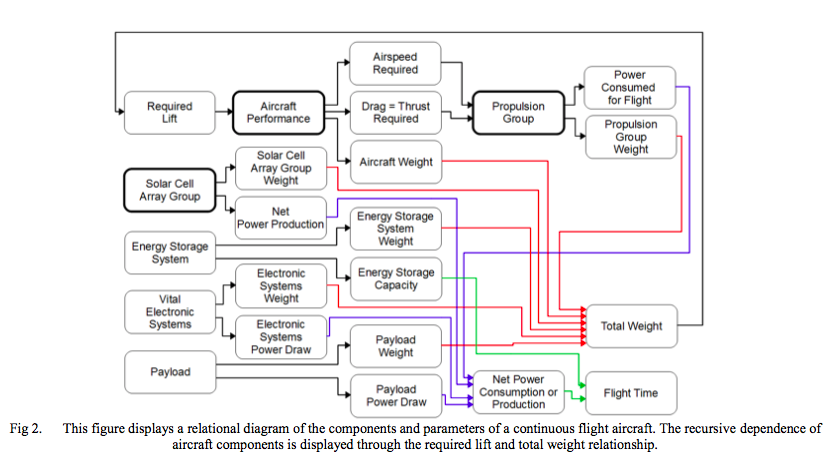 Airspeed
Required
Required
Lift
Aircraft
Performance
Drag = Thrust
Required
Propulsion
Group
Power
Consumed
for Flight
Propulsion
Group
Weight
Aircraft Weight
Solar Cell
Array Group
Weight
Solar Cell
Array Group
Net
Power Production
Energy Storage
System
Weight
Energy Storage
System
Energy Storage
Capacity
Electronic
Systems
Weight
Vital
Electronic
Systems
Electronic
Systems
Power Draw
Total Weight
Payload
Weight
Payload
Payload
Power Draw
Net Power
Consumption or
Production
Flight Time
Fig 2. This figure displays a relational diagram of the components and parameters of a continuous flight aircraft. The recursive dependence of
aircraft components is displayed through the required lift and total weight relationship.